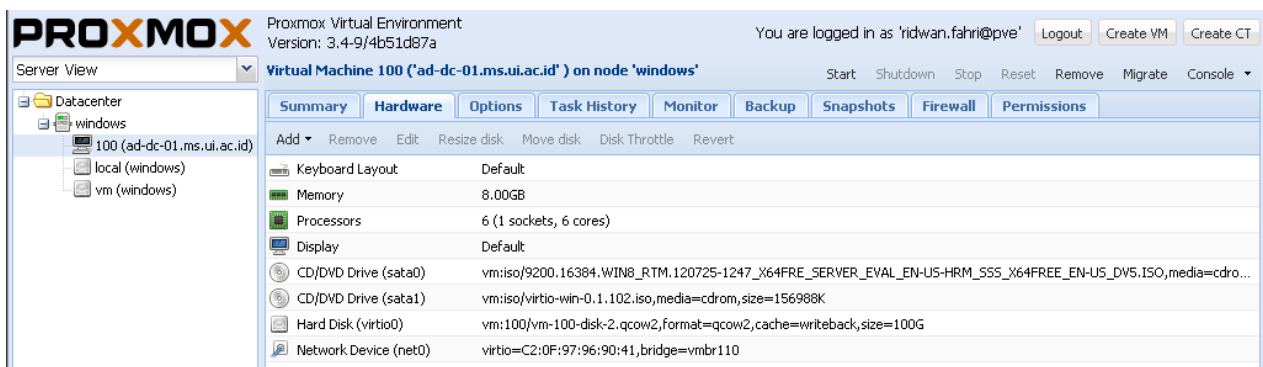 PROXMOX
Proxmox Virtual Environment
Version: 3.4-9/4b51d87a
You are logged in as 'ridwan.fahri@pve' Logout Create VM Create CT
Server View
Virtual Machine 100 ('ad-dc-01.ms.ui.ac.id' ) on node 'windows' Start Shutdown Stop Reset Remove Migrate Console
Datacenter
windows
100 (ad-dc-01.ms.ui.ac.id)
local (windows)
vm (windows)
Summary Hardware Options Task History Monitor Backup Snapshots Firewall Permissions
Add Remove Edit Resize disk Move disk Disk Throttle Revert
Keyboard Layout Default
Memory 8.00GB
Processors 6 (1 sockets, 6 cores)
Display Default
CD/DVD Drive (sata0) vm:iso/9200.16384.WIN8_RTM.120725-1247_X64FRE_SERVER_EVAL_EN-US-HRM_SSS_X64FREE_EN-US_DV5.ISO,media=cdro...
CD/DVD Drive (sata1) vm:iso/virtio-win-0.1.102.iso,media=cdrom,size=156988K
Hard Disk (virtio0) vm:100/vm-100-disk-2.qcow2,format=qcow2,cache=writeback,size=100G
Network Device (net0) virtio=C2:0F:97:96:90:41,bridge=vmbr110